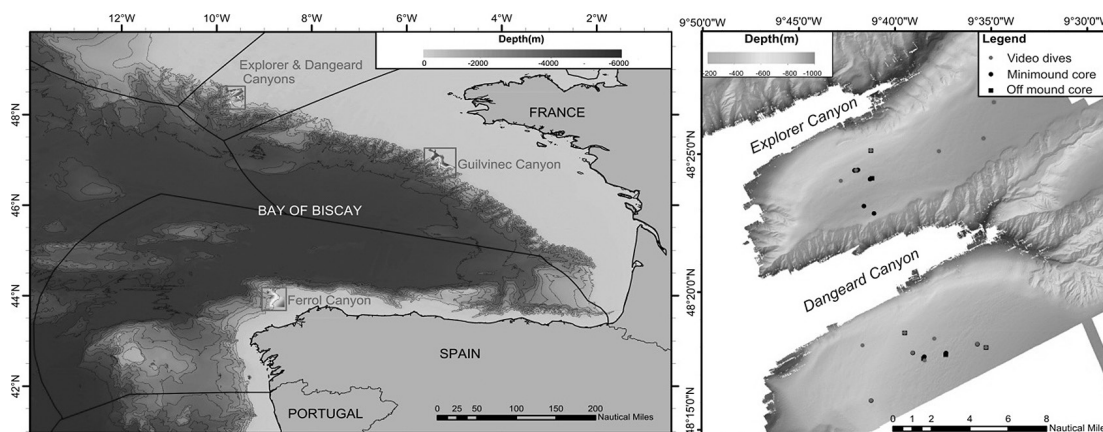 12°W 10°W 8°W 6°W 4°W 2°W
Depth(m)
0 -2000 -4000 -6000
Explorer & Dangeard
Canyons
48°N
FRANCE
Guilvinec Canyon
46°N
BAY OF BISCAY
44°N
Ferrol Canyon
SPAIN
42°N
PORTUGAL
0 25 50 100 150 200
Nautical Miles
9°50'0"W 9°45'0"W 9°40'0"W 9°35'0"W 9°30'0"W
Depth(m)
-200 -400 -600 -800 -1000
Legend
Video dives
Minimound core
Off mound core
Explorer Canyon
48°25'0"N
Dangeard Canyon
48°20'0"N
48°15'0"N
0 1 2 4 6 8
Nautical Miles